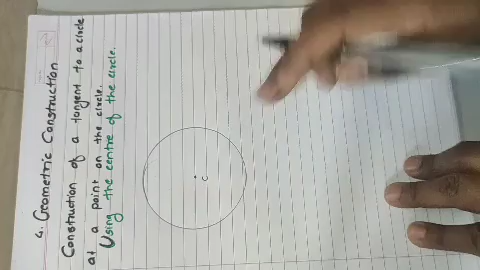 4. Geometric Construction
Construction of a tangent to a circle
at a point on the circle.
Using the centre of the circle.
C